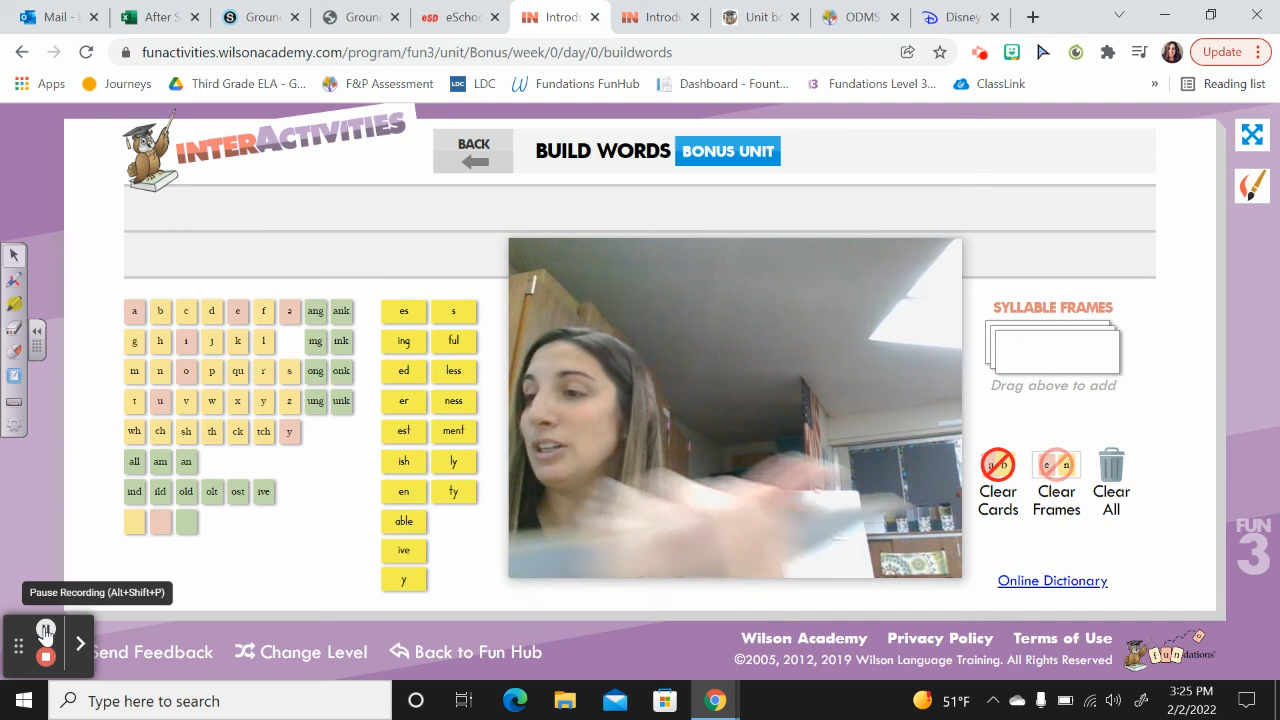 Mail -
After S
Groun
Groun
eSD eScho
IN Introdu
IN Introdu
Unit b
ODMS
Disney
funactivities.wilsonacademy.com/program/fun3/unit/Bonus/week/0/day/0/buildwords
Update
Apps
Journeys
Third Grade ELA - G...
F&P Assessment
LDC LDC
Fundations FunHub
Dashboard - Fount...
Fundations Level 3...
ClassLink
»
Reading list
INTERACTIVITIES
BACK
BUILD WORDS BONUS UNIT
a b c d e f ə ang ank
g h i j k l ing ink
m n o p qu r s ong onk
t u v w x y z ung unk
wh ch sh th ck tch y
all am an
ind ild old olt ost ive
es s
ing ful
ed less
er ness
est ment
ish ly
en ty
able
ive
y
SYLLABLE FRAMES
Drag above to add
a b
e n
Clear Cards
Clear Frames
Clear All
Online Dictionary
FUN 3
Pause Recording (Alt+Shift+P)
Send Feedback
Change Level
Back to Fun Hub
Wilson Academy Privacy Policy Terms of Use
©2005, 2012, 2019 Wilson Language Training. All Rights Reserved
fundations
Type here to search
51°F
3:25 PM
2/2/2022